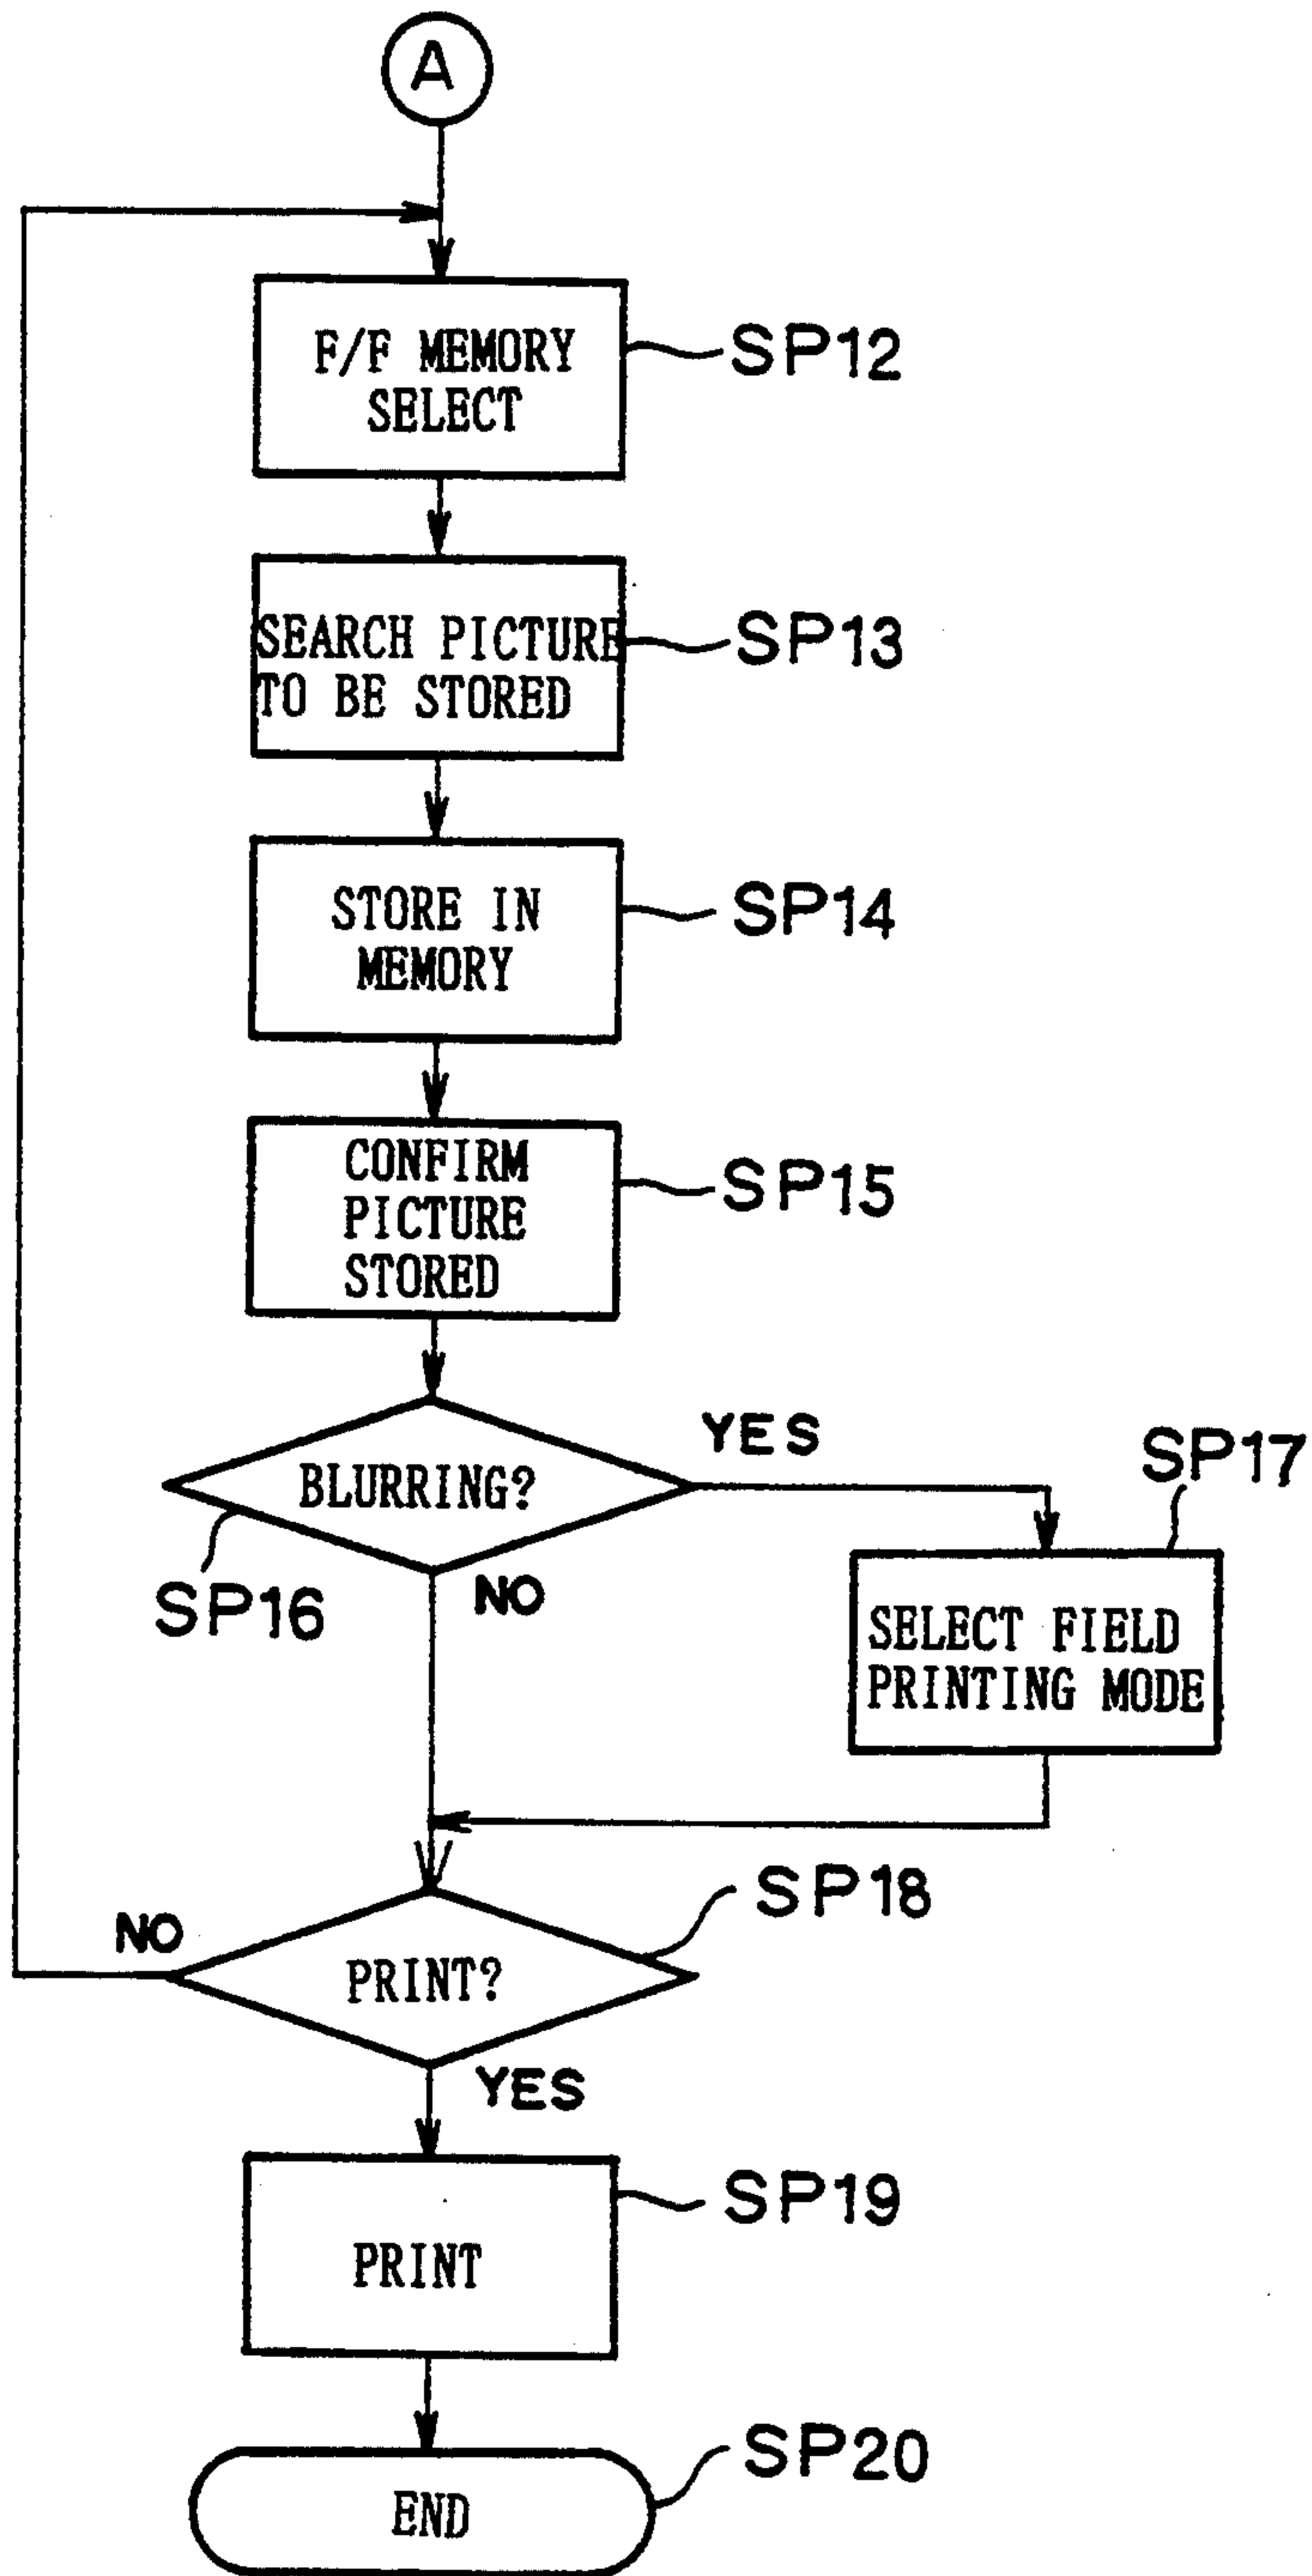 A
F/F MEMORY
SELECT
SP12
SEARCH PICTURE
TO BE STORED
SP13
STORE IN
MEMORY
SP14
CONFIRM
PICTURE
STORED
SP15
BLURRING?
YES
NO
SP16
SP17
SELECT FIELD
PRINTING MODE
SP18
NO
PRINT?
YES
SP19
PRINT
SP20
END